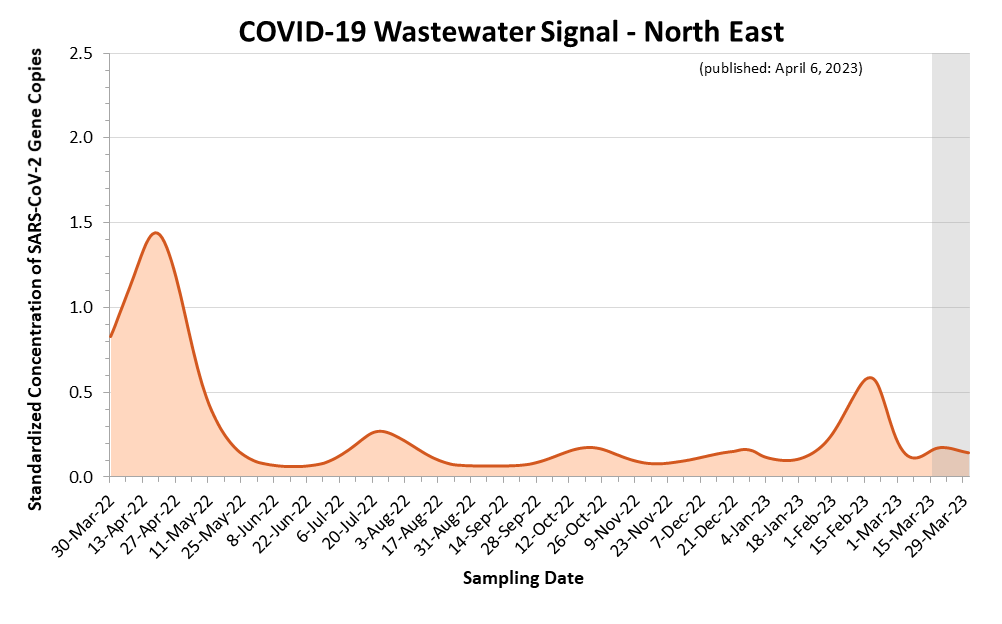 COVID-19 Wastewater Signal - North East
(published: April 6, 2023)
Standardized Concentration of SARS-CoV-2 Gene Copies
2.5
2.0
1.5
1.0
0.5
0.0
30-Mar-22
13-Apr-22
27-Apr-22
11-May-22
25-May-22
8-Jun-22
22-Jun-22
6-Jul-22
20-Jul-22
3-Aug-22
17-Aug-22
31-Aug-22
14-Sep-22
28-Sep-22
12-Oct-22
26-Oct-22
9-Nov-22
23-Nov-22
7-Dec-22
21-Dec-22
4-Jan-23
18-Jan-23
1-Feb-23
15-Feb-23
1-Mar-23
15-Mar-23
29-Mar-23
Sampling Date